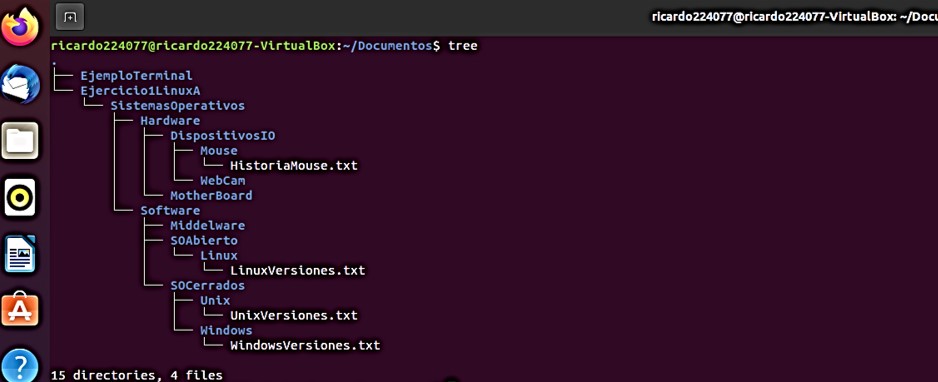 ricardo224077@ricardo224077-VirtualBox: ~/Docu
ricardo224077@ricardo224077-VirtualBox:~/Documentos$ tree
.
├── EjemploTerminal
└── Ejercicio1LinuxA
    └── SistemasOperativos
        ├── Hardware
        │   ├── DispositivosIO
        │   │   ├── Mouse
        │   │   │   └── HistoriaMouse.txt
        │   │   └── WebCam
        │   └── MotherBoard
        └── Software
            ├── Middelware
            ├── SOAbierto
            │   └── Linux
            │       └── LinuxVersiones.txt
            └── SOCerrados
                ├── Unix
                │   └── UnixVersiones.txt
                └── Windows
                    └── WindowsVersiones.txt
15 directories, 4 files